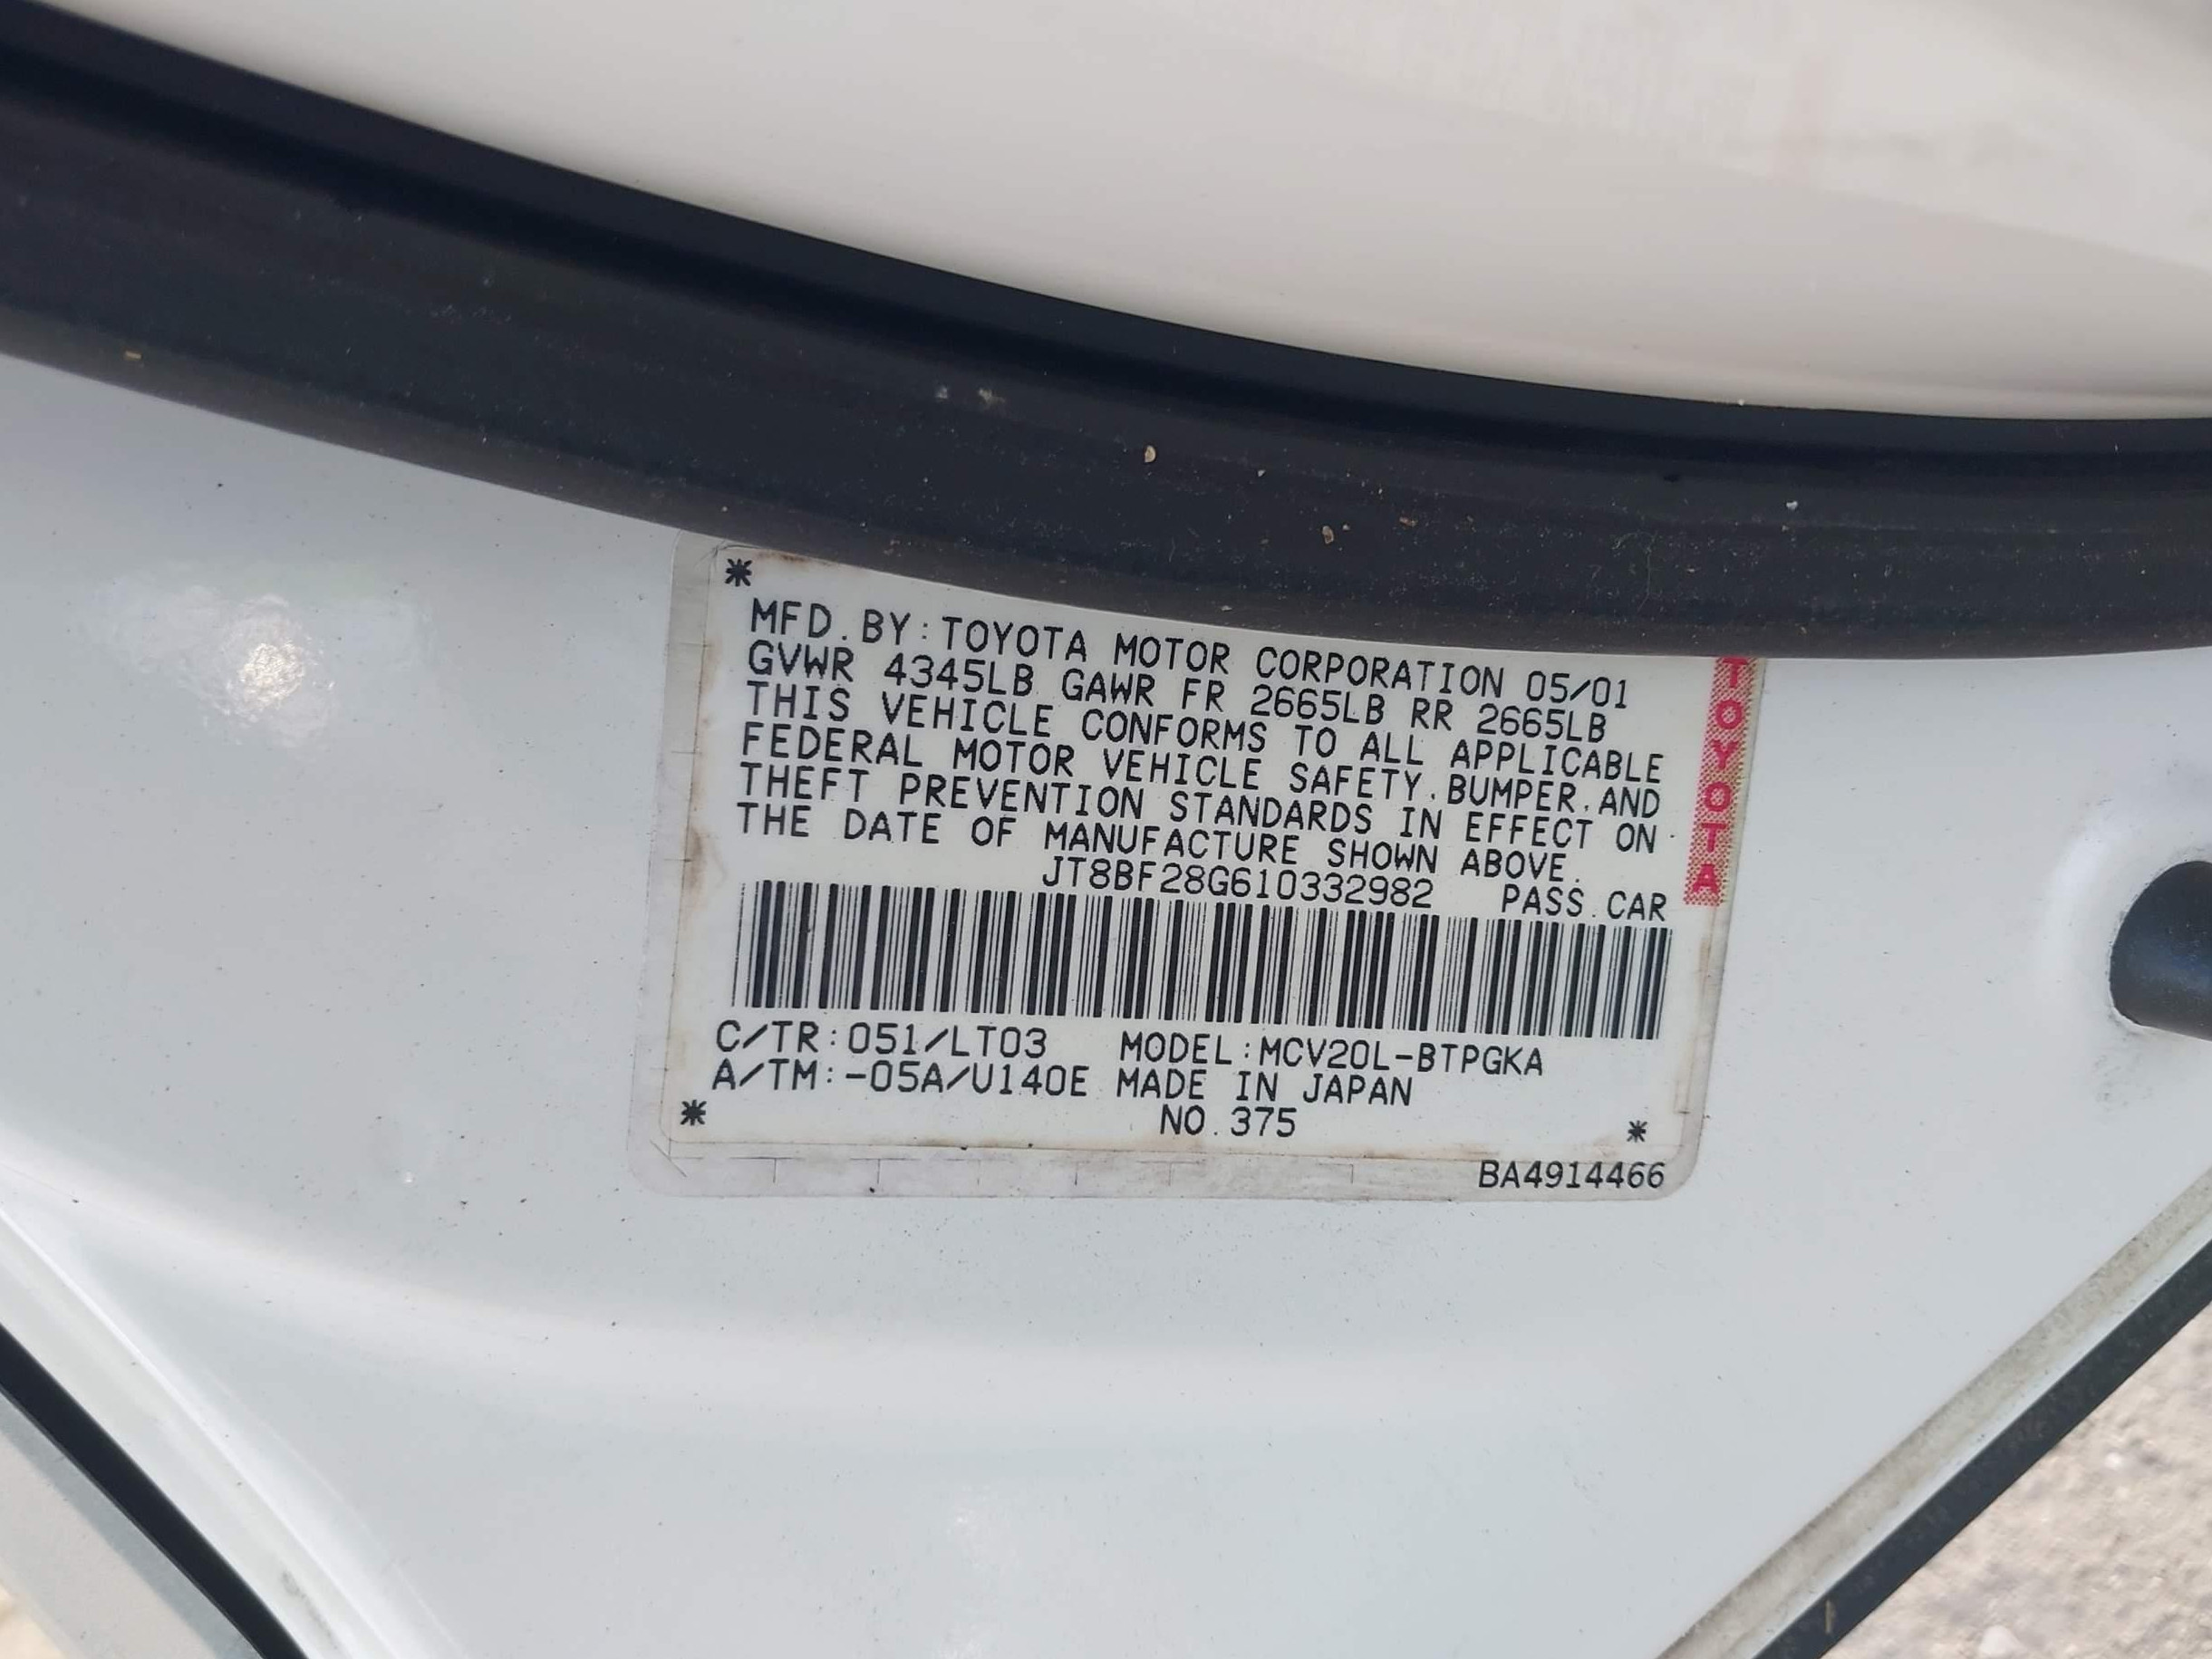 *
MFD.BY:TOYOTA MOTOR CORPORATION 05/01
GVWR 4345LB GAWR FR 2665LB RR 2665LB
THIS VEHICLE CONFORMS TO ALL APPLICABLE
FEDERAL MOTOR VEHICLE SAFETY,BUMPER,AND
THEFT PREVENTION STANDARDS IN EFFECT ON
THE DATE OF MANUFACTURE SHOWN ABOVE.
JT8BF28G610332982 PASS.CAR
C/TR:051/LT03 MODEL:MCV20L-BTPGKA
A/TM:-05A/U140E MADE IN JAPAN
* NO.375 *
BA4914466
TOYOTA